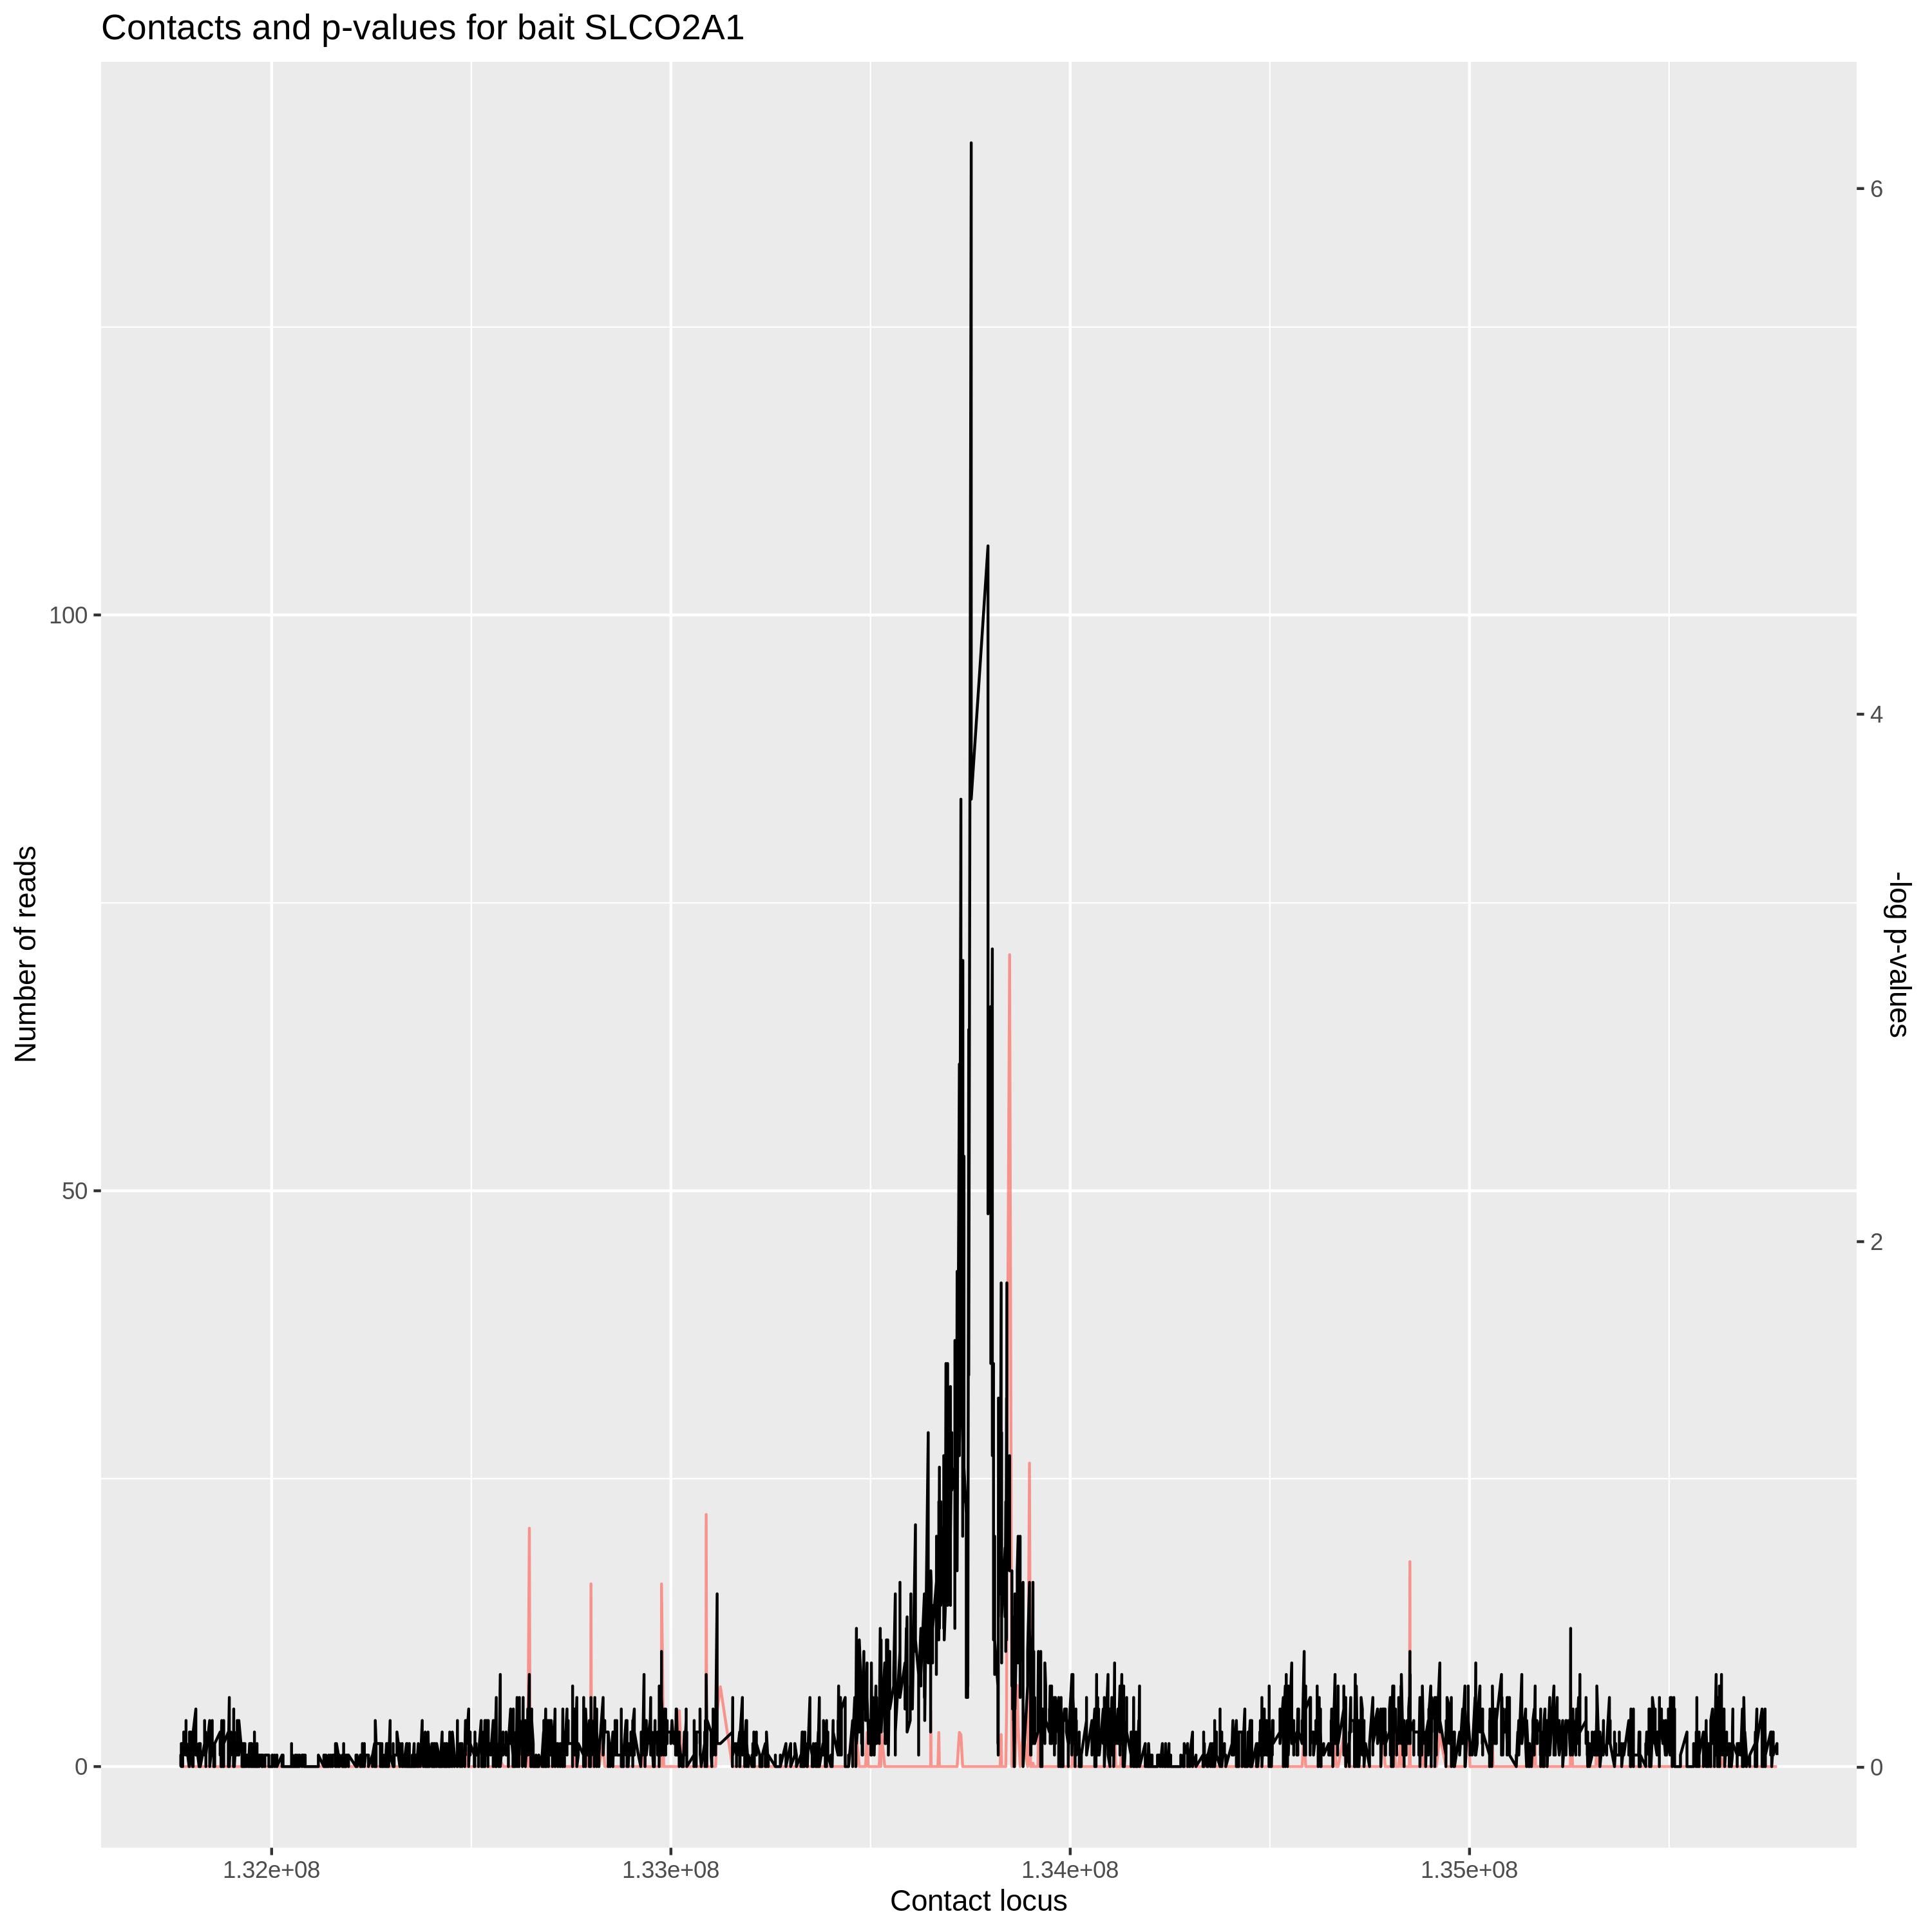 Contacts and p-values for bait SLCO2A1
Number of reads
100
50
0
6
4
2
0
-log p-values
1.32e+08
1.33e+08
1.34e+08
1.35e+08
Contact locus